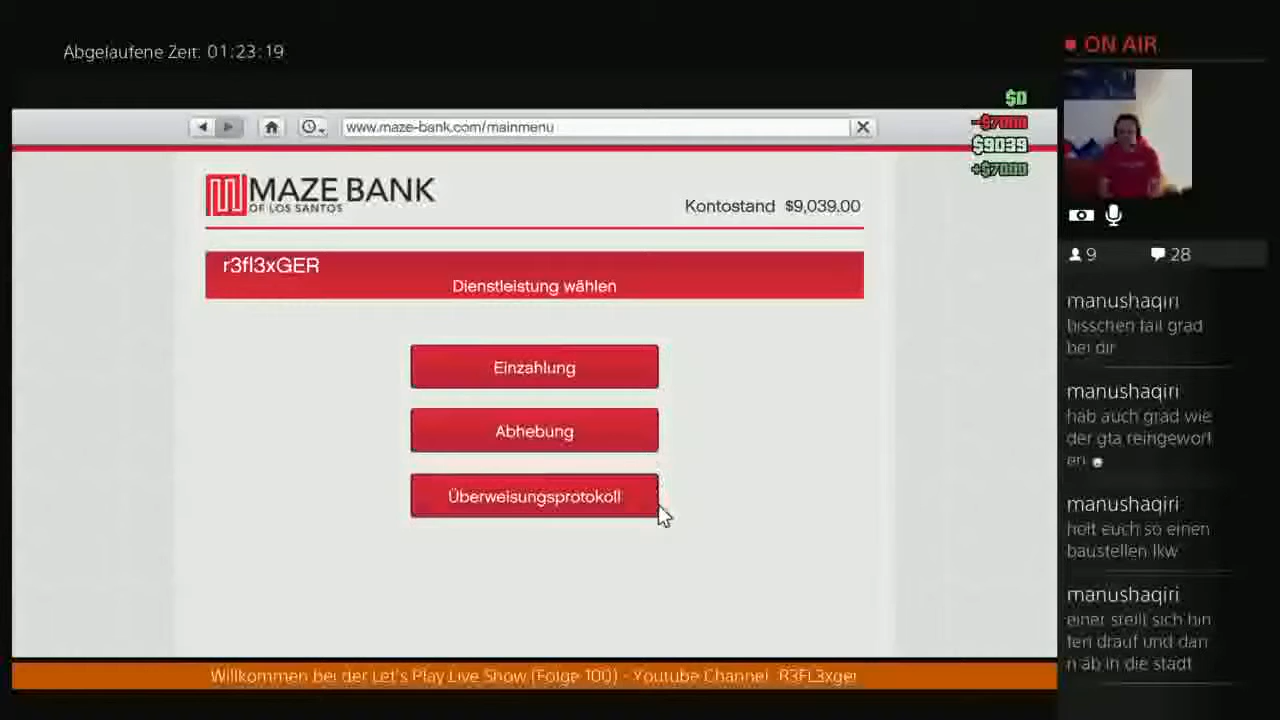 Abgelaufene Zeit: 01:23:19
ON AIR
$0
-$7000
$9039
+$7000
www.maze-bank.com/mainmenu
MAZE BANK
OF LOS SANTOS
Kontostand $9,039.00
r3fl3xGER
Dienstleistung wählen
Einzahlung
Abhebung
Überweisungsprotokoll
9 28
manushaqiri
bisschen fail grad
bei dir
manushaqiri
hab auch grad wie
der gta reingeworf
en
manushaqiri
holt euch so einen
baustellen lkw
manushaqiri
einer stellt sich hin
ten drauf und dan
n ab in die stadt
Willkommen bei der Let's Play Live Show (Folge 100) - Youtube Channel: R3FL3xger